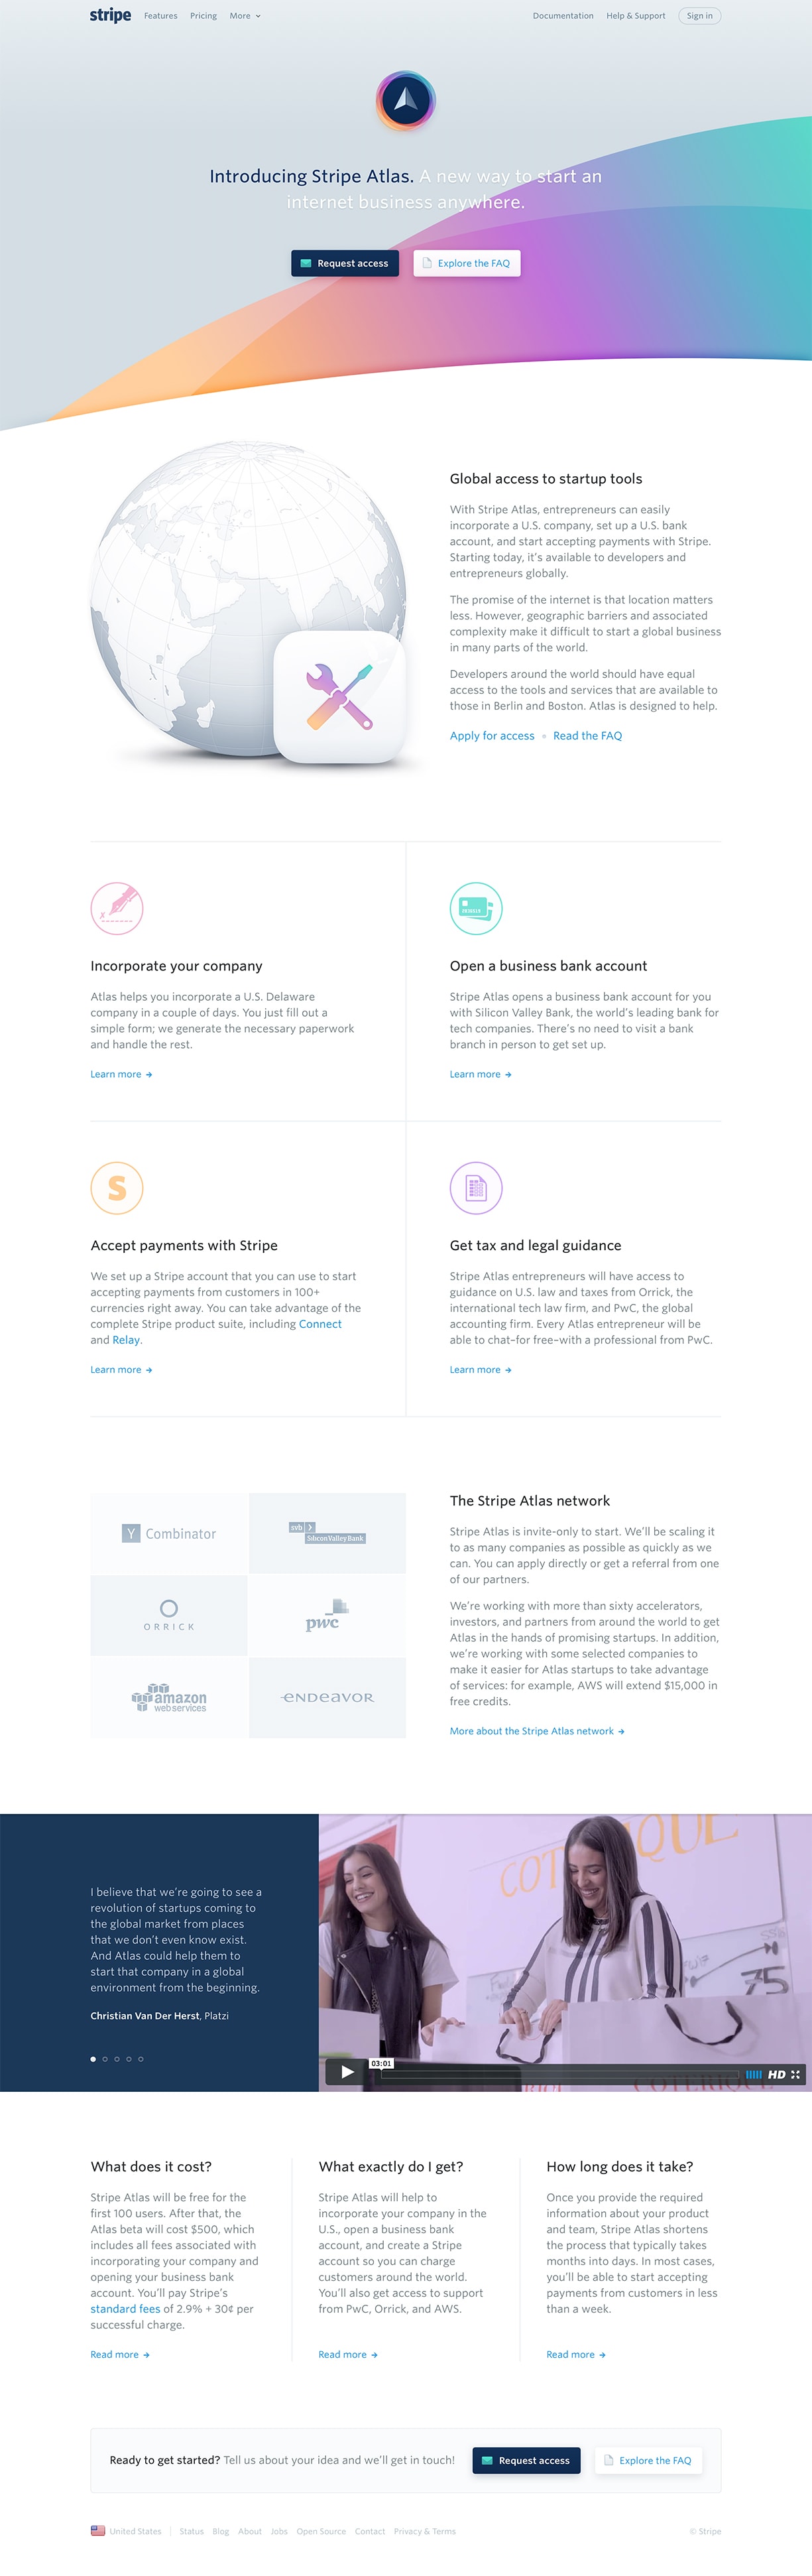 stripe Features Pricing More Documentation Help & Support Sign in
Introducing Stripe Atlas. A new way to start an
internet business anywhere.
Request access Explore the FAQ
Global access to startup tools
With Stripe Atlas, entrepreneurs can easily
incorporate a U.S. company, set up a U.S. bank
account, and start accepting payments with Stripe.
Starting today, it’s available to developers and
entrepreneurs globally.
The promise of the internet is that location matters
less. However, geographic barriers and associated
complexity make it difficult to start a global business
in many parts of the world.
Developers around the world should have equal
access to the tools and services that are available to
those in Berlin and Boston. Atlas is designed to help.
Apply for access • Read the FAQ
Incorporate your company
Atlas helps you incorporate a U.S. Delaware
company in a couple of days. You just fill out a
simple form; we generate the necessary paperwork
and handle the rest.
Learn more →
Open a business bank account
Stripe Atlas opens a business bank account for you
with Silicon Valley Bank, the world’s leading bank for
tech companies. There’s no need to visit a bank
branch in person to get set up.
Learn more →
S
Accept payments with Stripe
We set up a Stripe account that you can use to start
accepting payments from customers in 100+
currencies right away. You can take advantage of the
complete Stripe product suite, including Connect
and Relay.
Learn more →
Get tax and legal guidance
Stripe Atlas entrepreneurs will have access to
guidance on U.S. law and taxes from Orrick, the
international tech law firm, and PwC, the global
accounting firm. Every Atlas entrepreneur will be
able to chat–for free–with a professional from PwC.
Learn more →
Y Combinator
svb
Silicon Valley Bank
ORRICK
pwc
amazon
web services
ENDEAVOR
The Stripe Atlas network
Stripe Atlas is invite-only to start. We’ll be scaling it
to as many companies as possible as quickly as we
can. You can apply directly or get a referral from one
of our partners.
We’re working with more than sixty accelerators,
investors, and partners from around the world to get
Atlas in the hands of promising startups. In addition,
we’re working with some selected companies to
make it easier for Atlas startups to take advantage
of services: for example, AWS will extend $15,000 in
free credits.
More about the Stripe Atlas network →
I believe that we’re going to see a
revolution of startups coming to
the global market from places
that we don’t even know exist.
And Atlas could help them to
start that company in a global
environment from the beginning.
Christian Van Der Herst, Platzi
03:01
HD
What does it cost?
Stripe Atlas will be free for the
first 100 users. After that, the
Atlas beta will cost $500, which
includes all fees associated with
incorporating your company and
opening your business bank
account. You’ll pay Stripe’s
standard fees of 2.9% + 30¢ per
successful charge.
Read more →
What exactly do I get?
Stripe Atlas will help to
incorporate your company in the
U.S., open a business bank
account, and create a Stripe
account so you can charge
customers around the world.
You’ll also get access to support
from PwC, Orrick, and AWS.
Read more →
How long does it take?
Once you provide the required
information about your product
and team, Stripe Atlas shortens
the process that typically takes
months into days. In most cases,
you’ll be able to start accepting
payments from customers in less
than a week.
Read more →
Ready to get started? Tell us about your idea and we’ll get in touch! Request access Explore the FAQ
United States Status Blog About Jobs Open Source Contact Privacy & Terms © Stripe